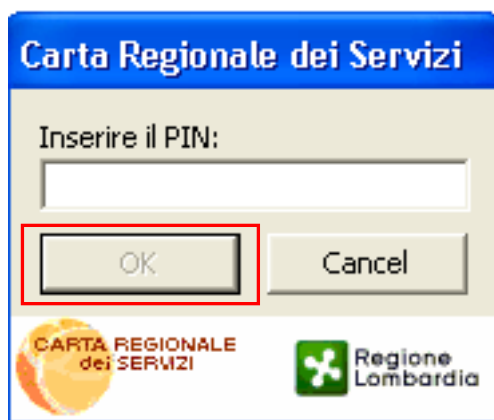 Carta Regionale dei Servizi
Inserire il PIN:
OK
Cancel
CARTA REGIONALE
dei SERVIZI
Regione
Lombardia